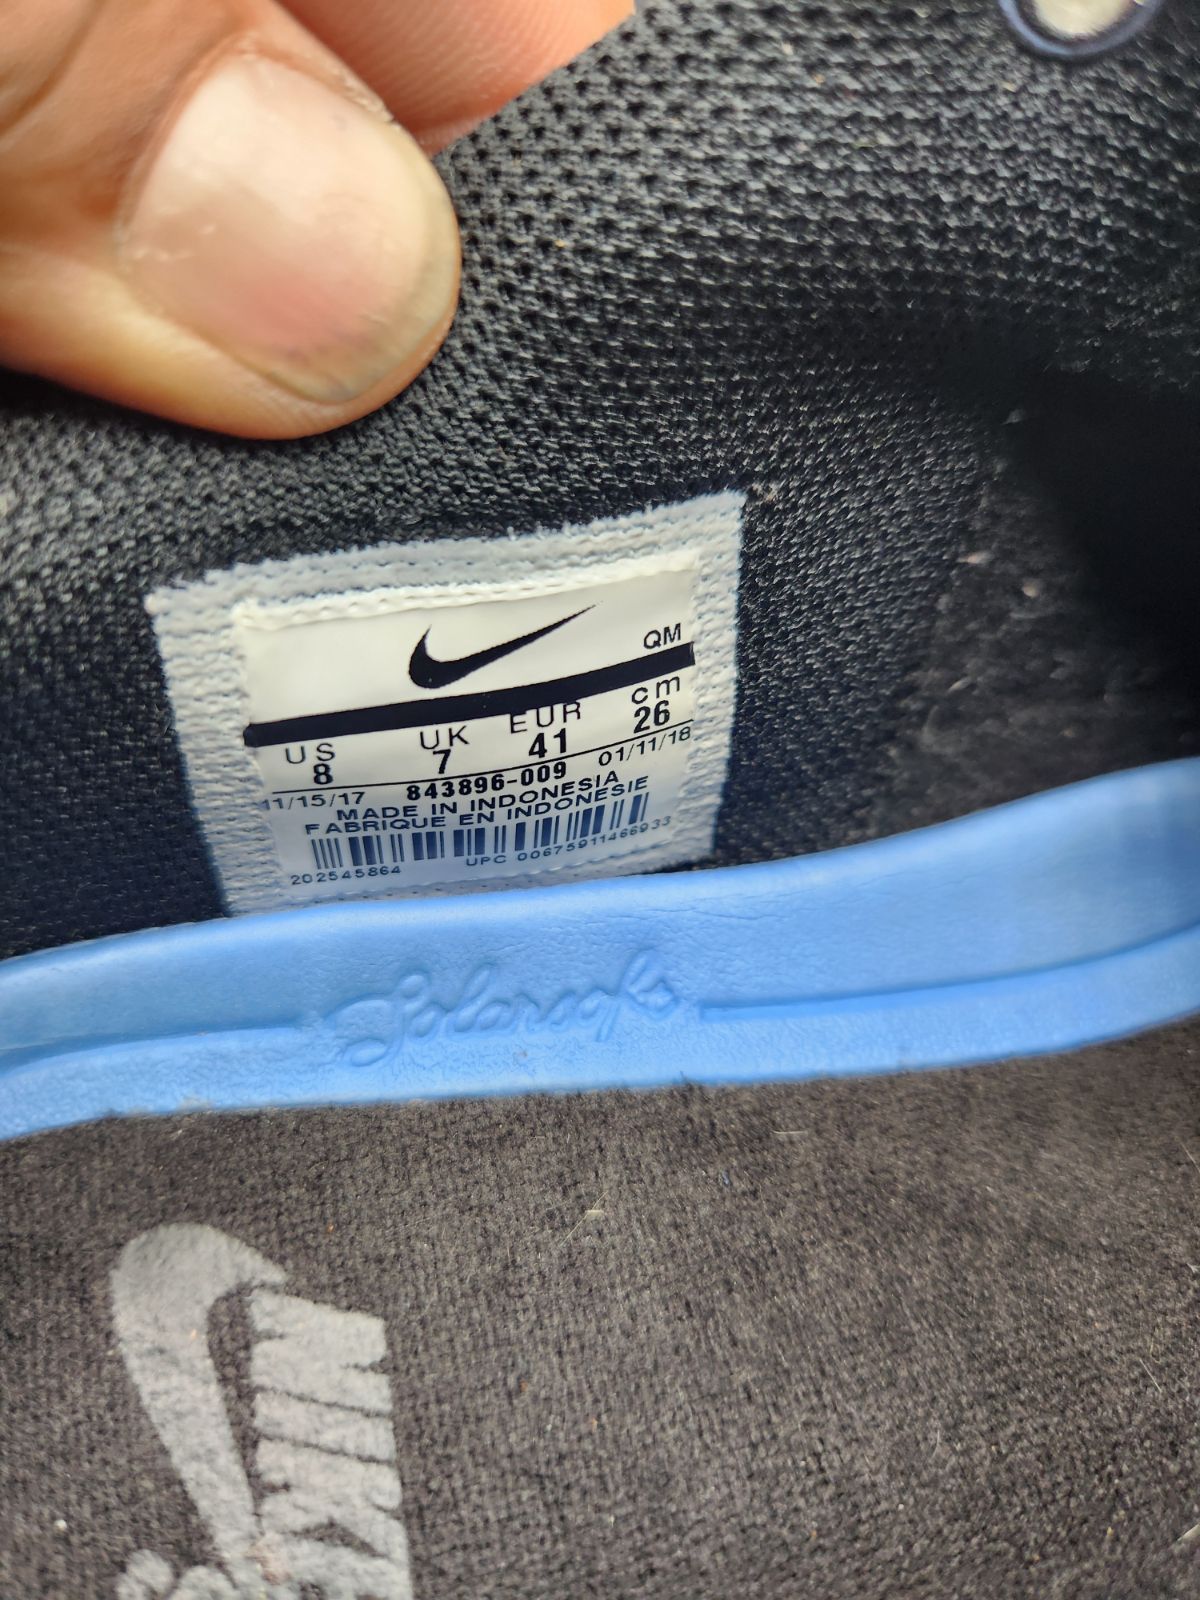 QM
US UK EUR cm
8 7 41 26
11/15/17 843896-009 01/11/18
MADE IN INDONESIA
FABRIQUE EN INDONESIE
202545864 UPC 00675911466933
Solarsoft
NIKE